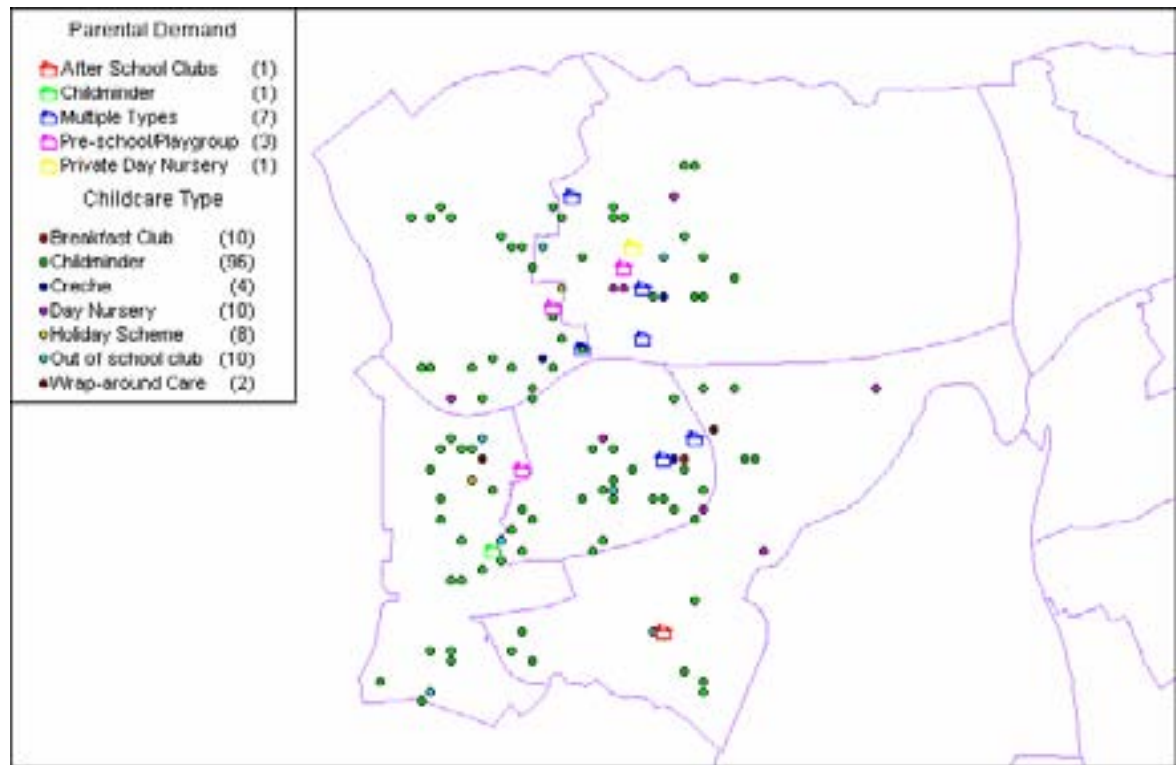 Parental Demand
After School Clubs (1)
Childminder (1)
Multiple Types (7)
Pre-school/Playgroup (3)
Private Day Nursery (1)
Childcare Type
Breakfast Club (10)
Childminder (96)
Creche (4)
Day Nursery (10)
Holiday Scheme (8)
Out of school club (10)
Wrap-around Care (2)